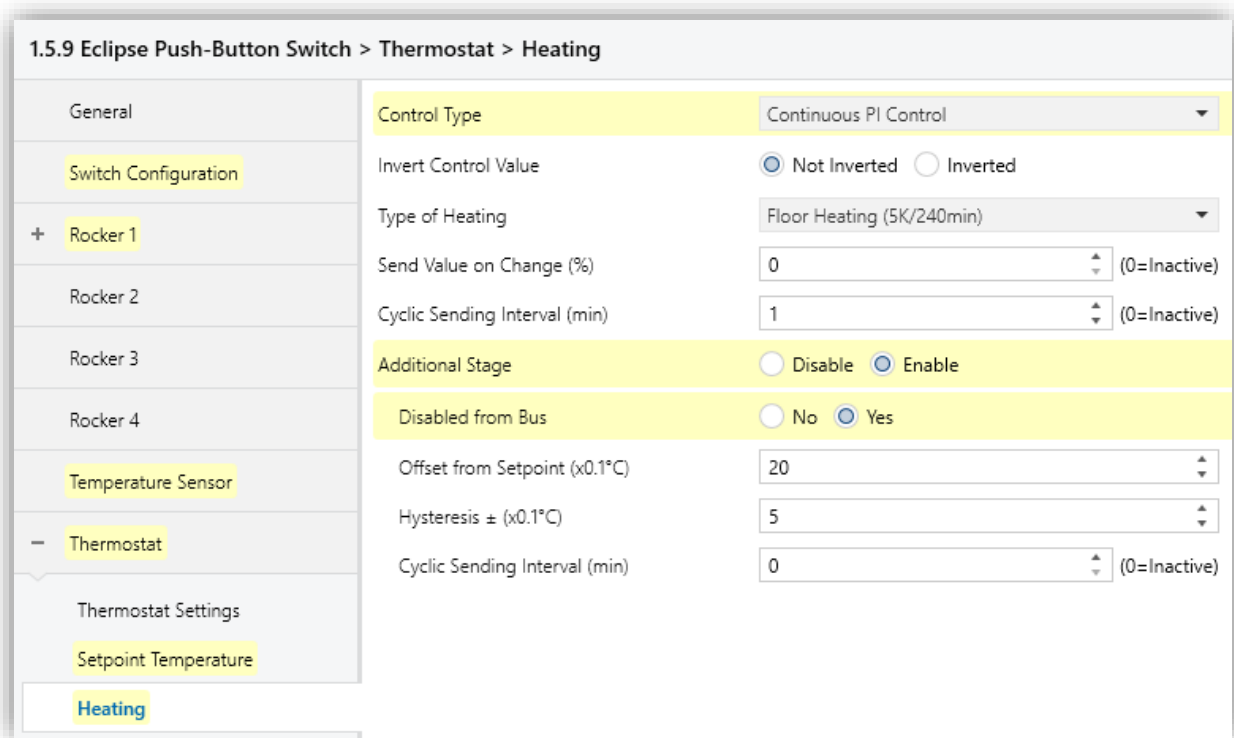 1.5.9 Eclipse Push-Button Switch > Thermostat > Heating
General
Switch Configuration
+ Rocker 1
Rocker 2
Rocker 3
Rocker 4
Temperature Sensor
− Thermostat
Thermostat Settings
Setpoint Temperature
Heating
Control Type Continuous PI Control
Invert Control Value Not Inverted Inverted
Type of Heating Floor Heating (5K/240min)
Send Value on Change (%) 0 (0=Inactive)
Cyclic Sending Interval (min) 1 (0=Inactive)
Additional Stage Disable Enable
Disabled from Bus No Yes
Offset from Setpoint (x0.1°C) 20
Hysteresis ± (x0.1°C) 5
Cyclic Sending Interval (min) 0 (0=Inactive)